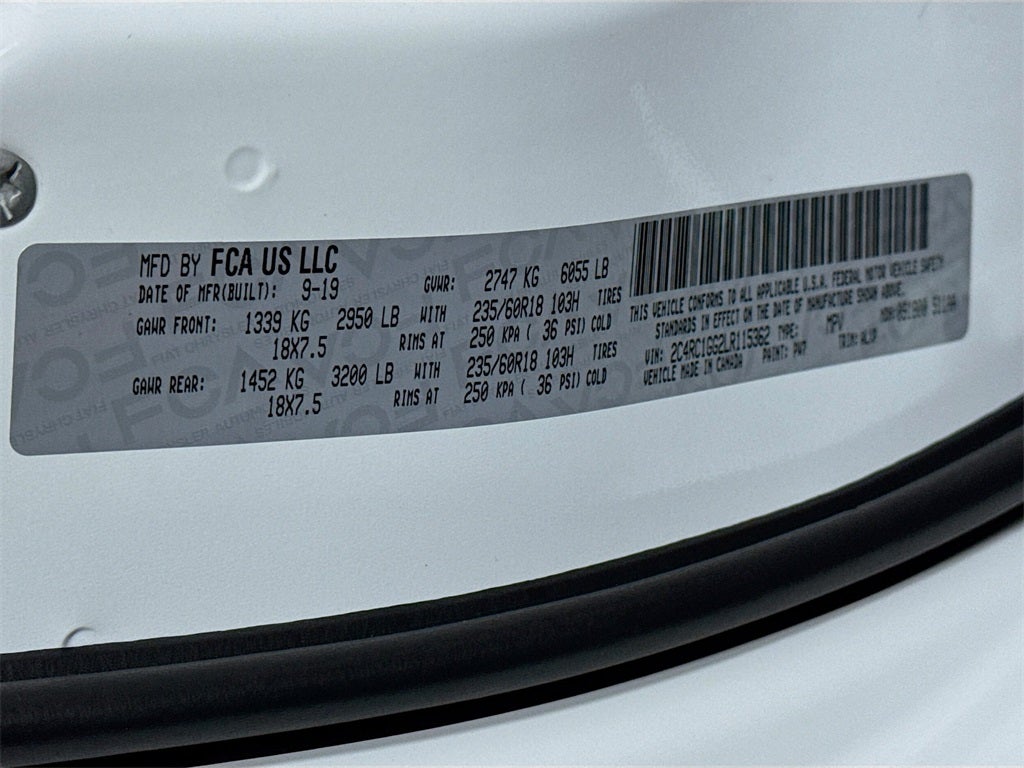 MFD BY FCA US LLC
DATE OF MFR(BUILT): 9-19 GVWR: 2747 KG 6055 LB
GAWR FRONT: 1339 KG 2950 LB WITH 235/60R18 103H TIRES
18X7.5 RIMS AT 250 KPA ( 36 PSI) COLD
GAWR REAR: 1452 KG 3200 LB WITH 235/60R18 103H TIRES
18X7.5 RIMS AT 250 KPA ( 36 PSI) COLD
THIS VEHICLE CONFORMS TO ALL APPLICABLE U.S.A. FEDERAL MOTOR VEHICLE SAFETY
STANDARDS IN EFFECT ON THE DATE OF MANUFACTURE SHOWN ABOVE.
VIN: 2C4RC1GG2LR115362 TYPE: MPV MDH:
VEHICLE MADE IN CANADA PAINT: PW7 TRIM: